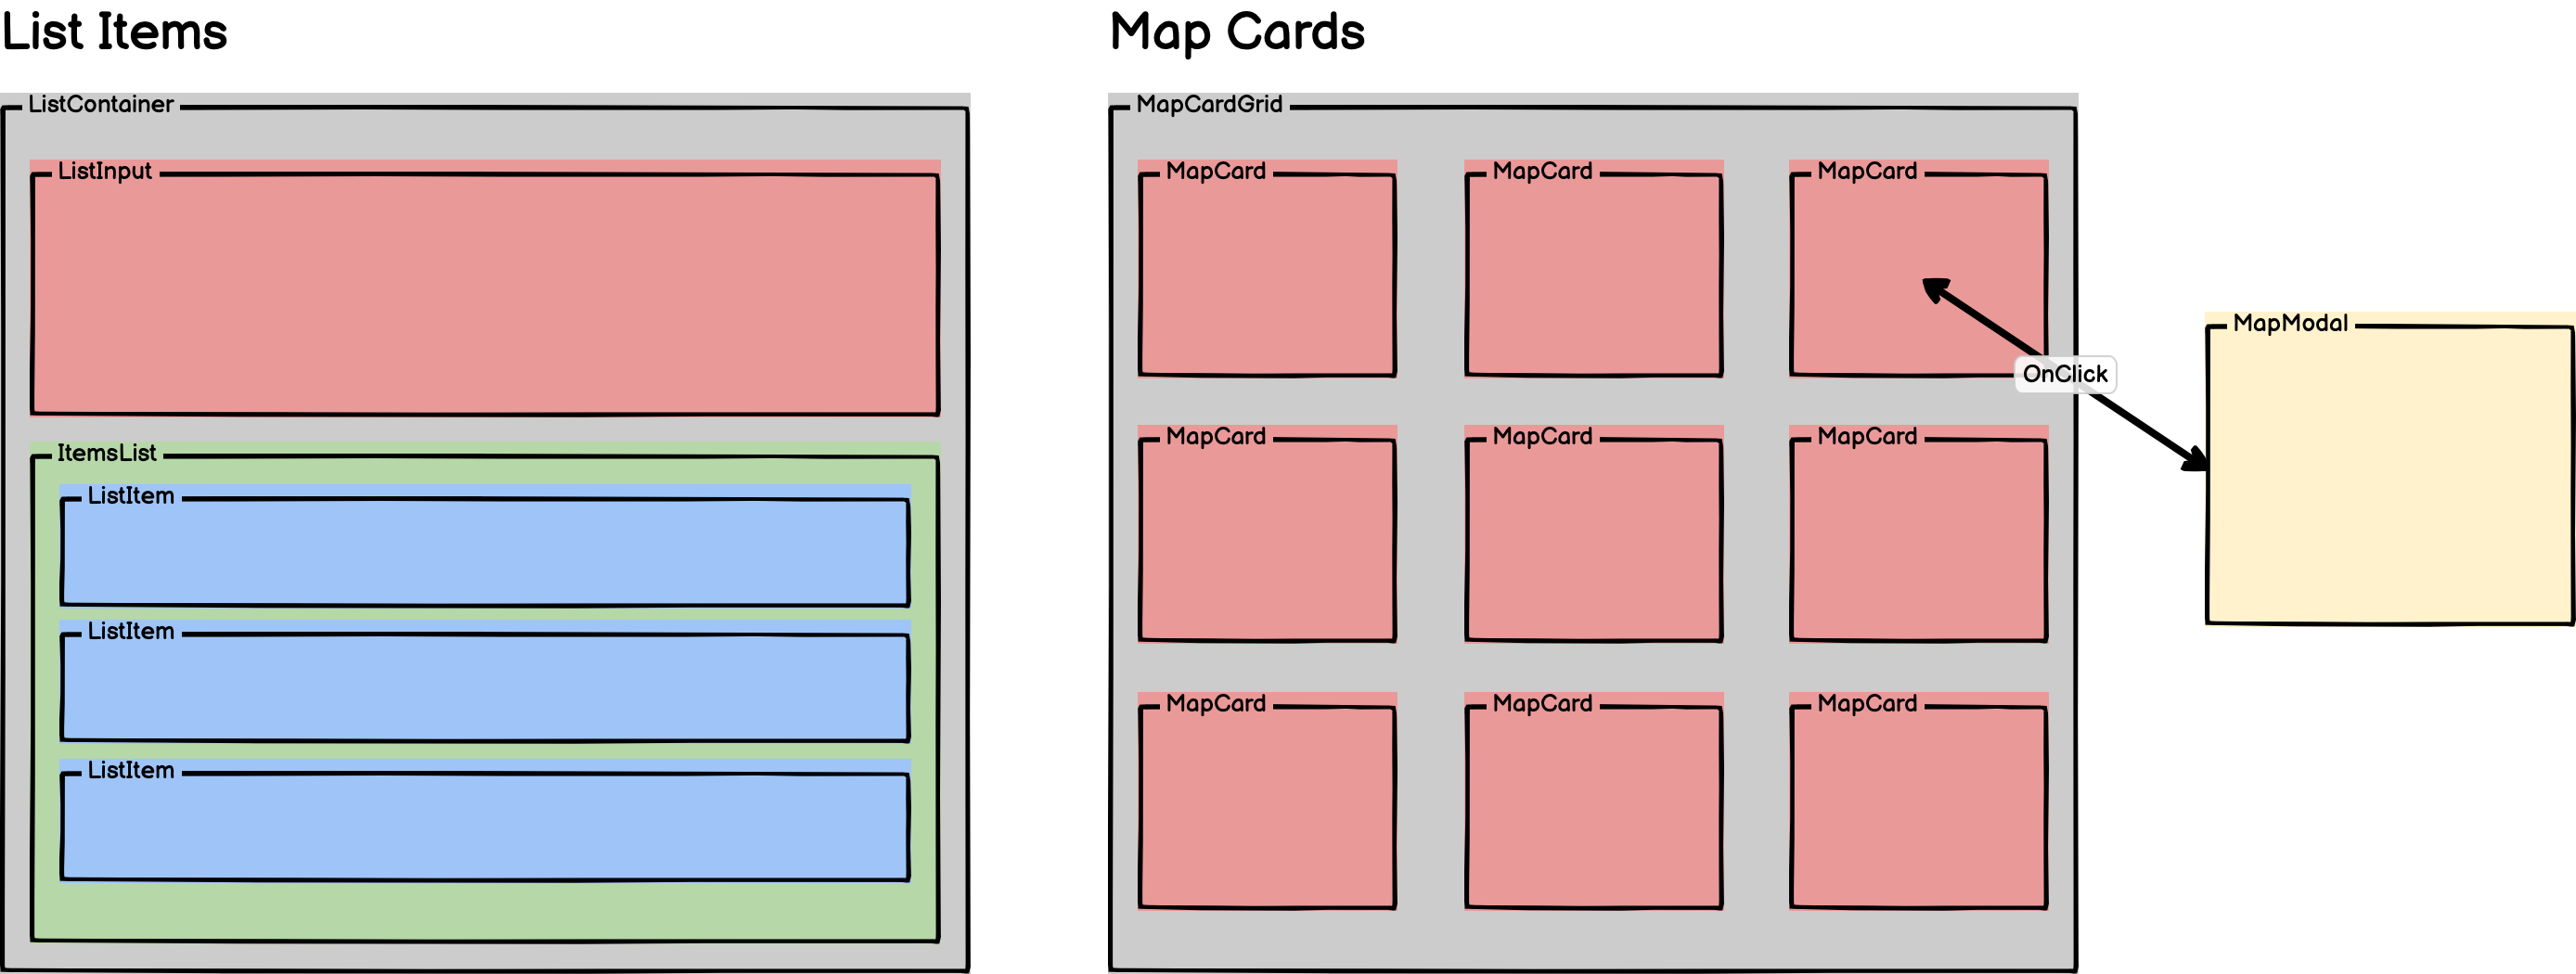 List Items
ListContainer
ListInput
ItemsList
ListItem
ListItem
ListItem
Map Cards
MapCardGrid
MapCard MapCard MapCard
OnClick
MapCard MapCard MapCard
MapCard MapCard MapCard
MapModal